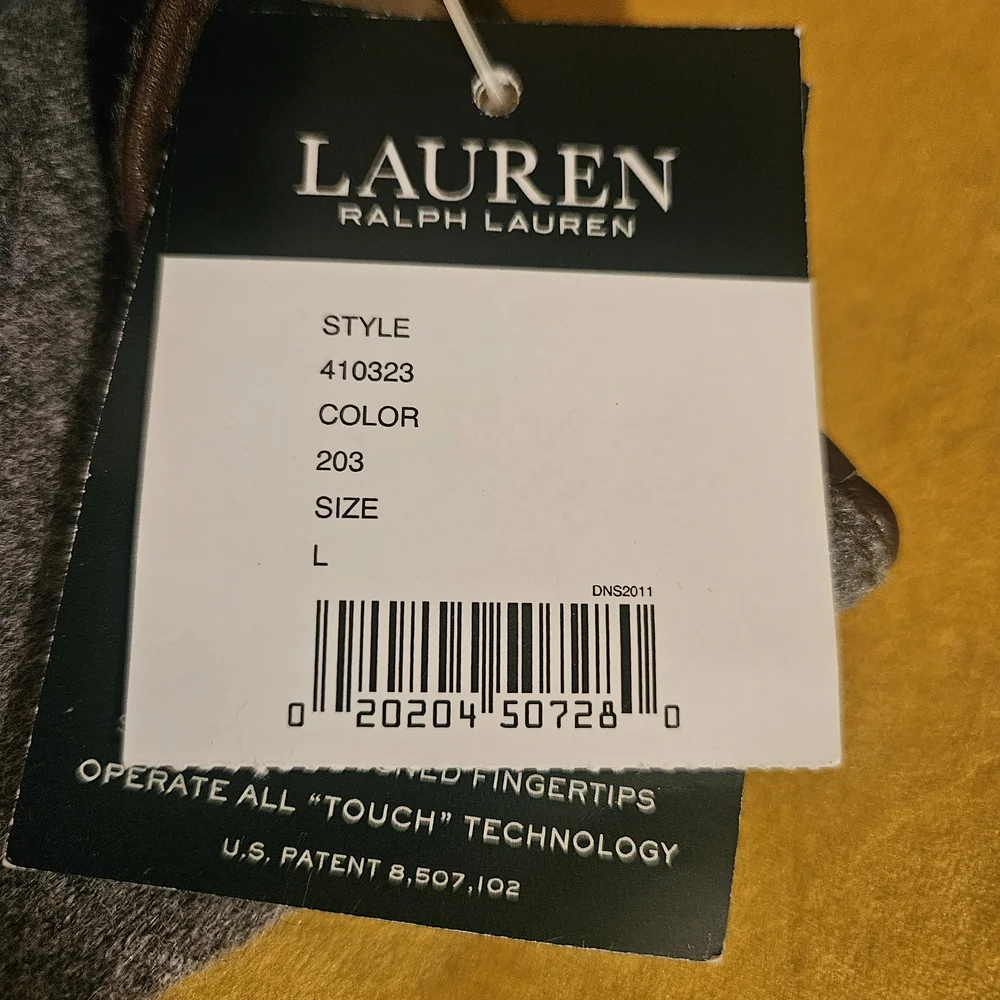 LAUREN
RALPH LAUREN
STYLE
410323
COLOR
203
SIZE
L
DNS2011
0 20204 50728 0
FINGERTIPS
OPERATE ALL “TOUCH” TECHNOLOGY
U.S. PATENT 8,507,102